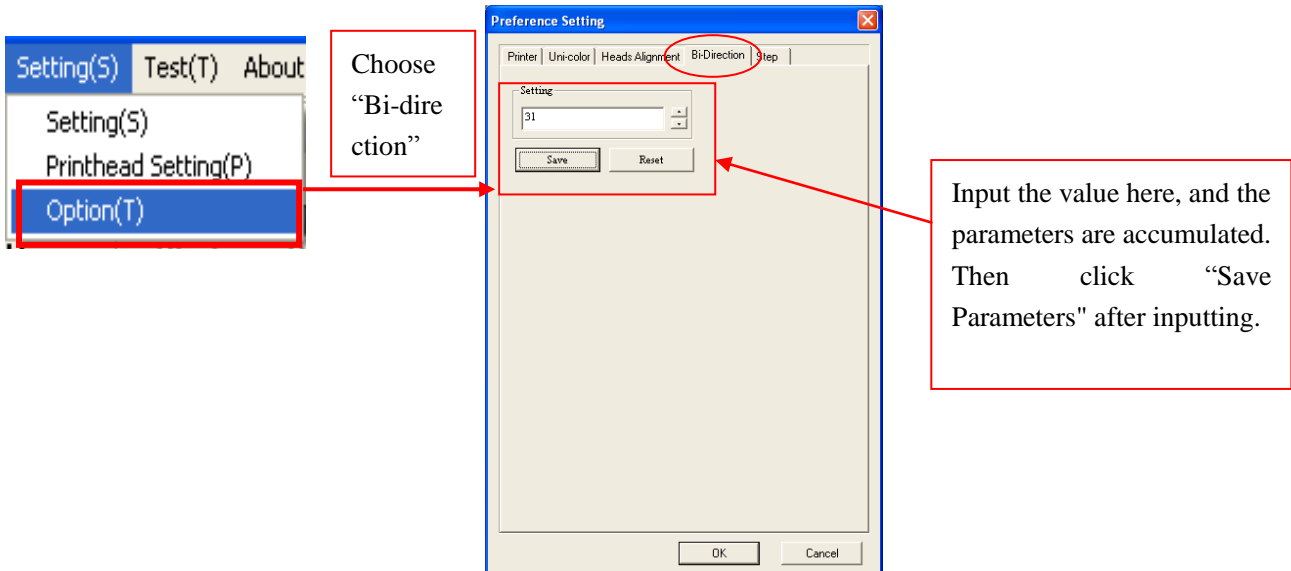 Setting(S) Test(T) About
Setting(S)
Printhead Setting(P)
Option(T)
Choose
“Bi-dire
ction”
Preference Setting
Printer Uni-color Heads Alignment Bi-Direction Step
Setting
31
Save Reset
OK Cancel
Input the value here, and the
parameters are accumulated.
Then click “Save
Parameters" after inputting.